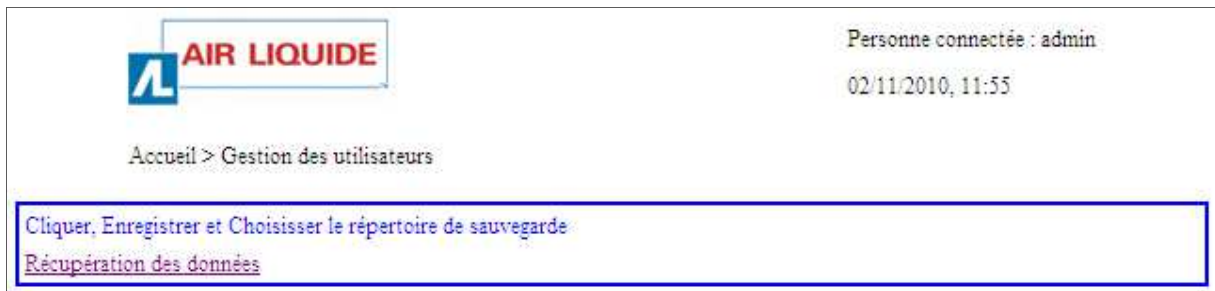 AIR LIQUIDE
Personne connectée : admin
02/11/2010, 11:55
Accueil > Gestion des utilisateurs
Cliquer, Enregistrer et Choisisser le répertoire de sauvegarde
Récupération des données